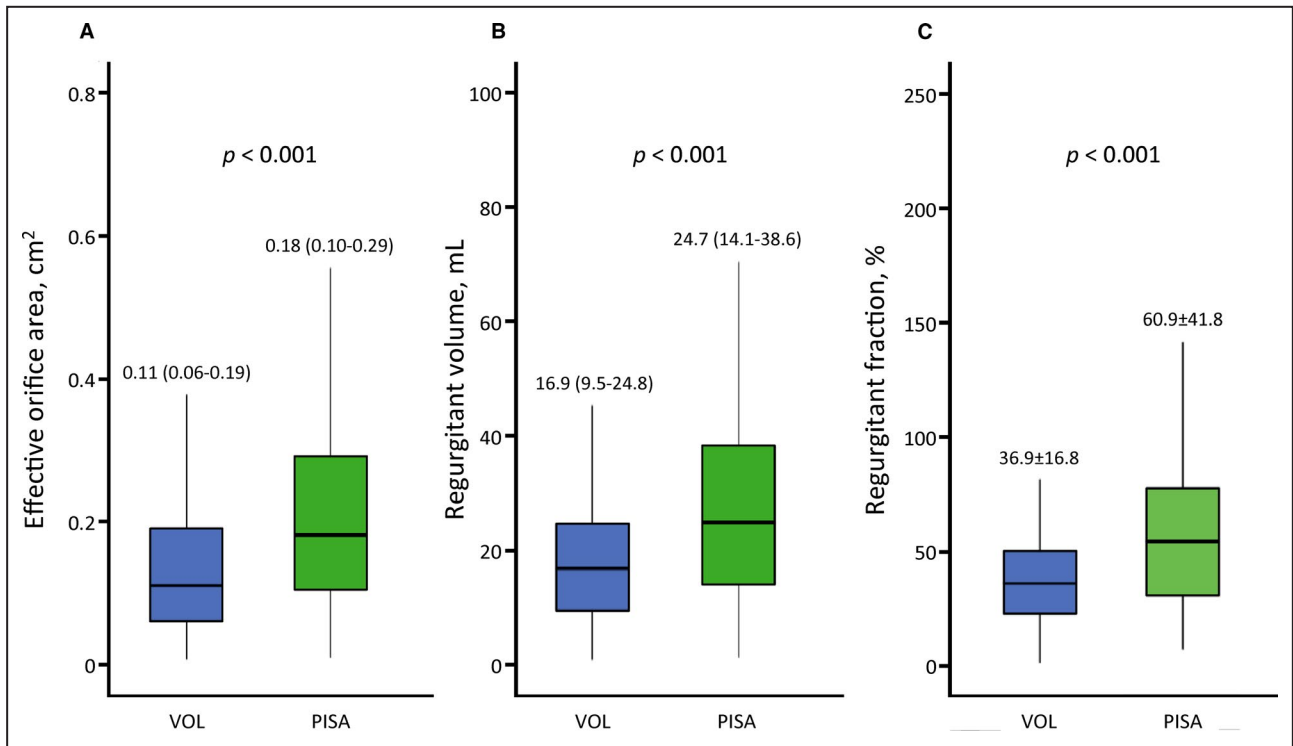 A
Effective orifice area, cm²
0.8
0.6
0.4
0.2
0
p < 0.001
0.18 (0.10-0.29)
0.11 (0.06-0.19)
VOL PISA
B
Regurgitant volume, mL
100
80
60
40
20
0
p < 0.001
24.7 (14.1-38.6)
16.9 (9.5-24.8)
VOL PISA
C
Regurgitant fraction, %
250
200
150
100
50
0
p < 0.001
60.9±41.8
36.9±16.8
VOL PISA